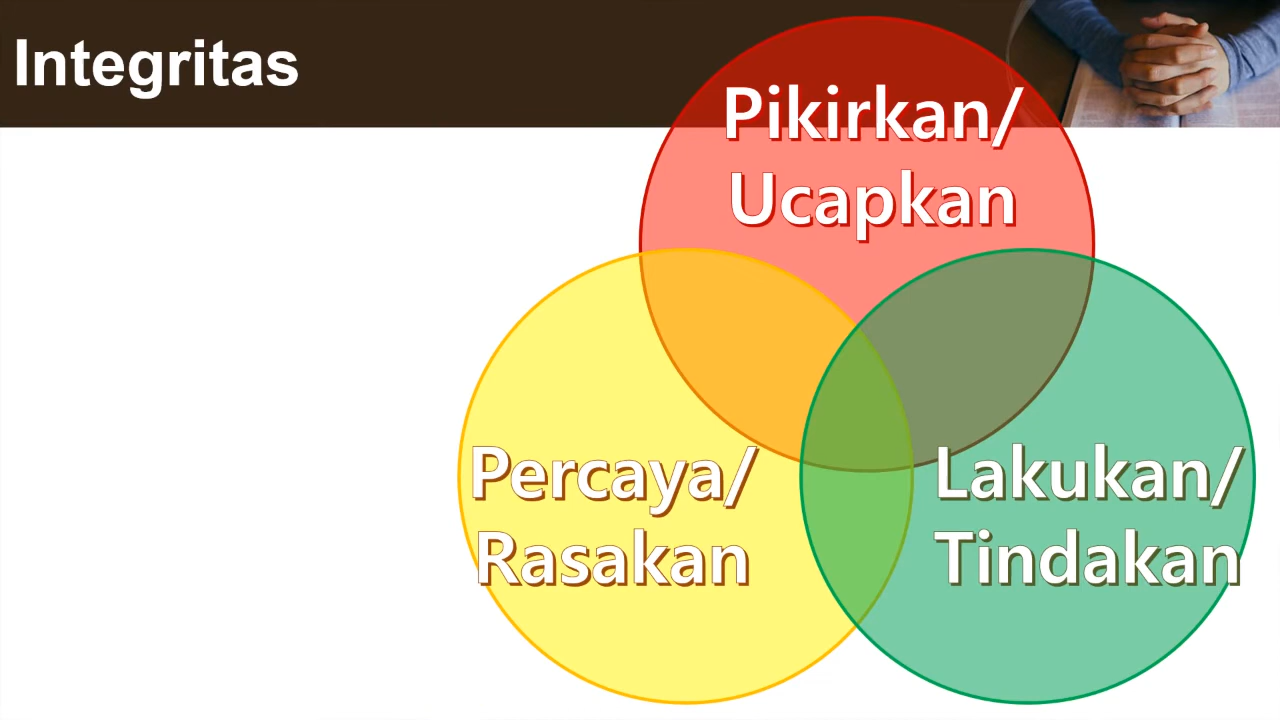 Integritas
Pikirkan/
Ucapkan
Percaya/
Rasakan
Lakukan/
Tindakan